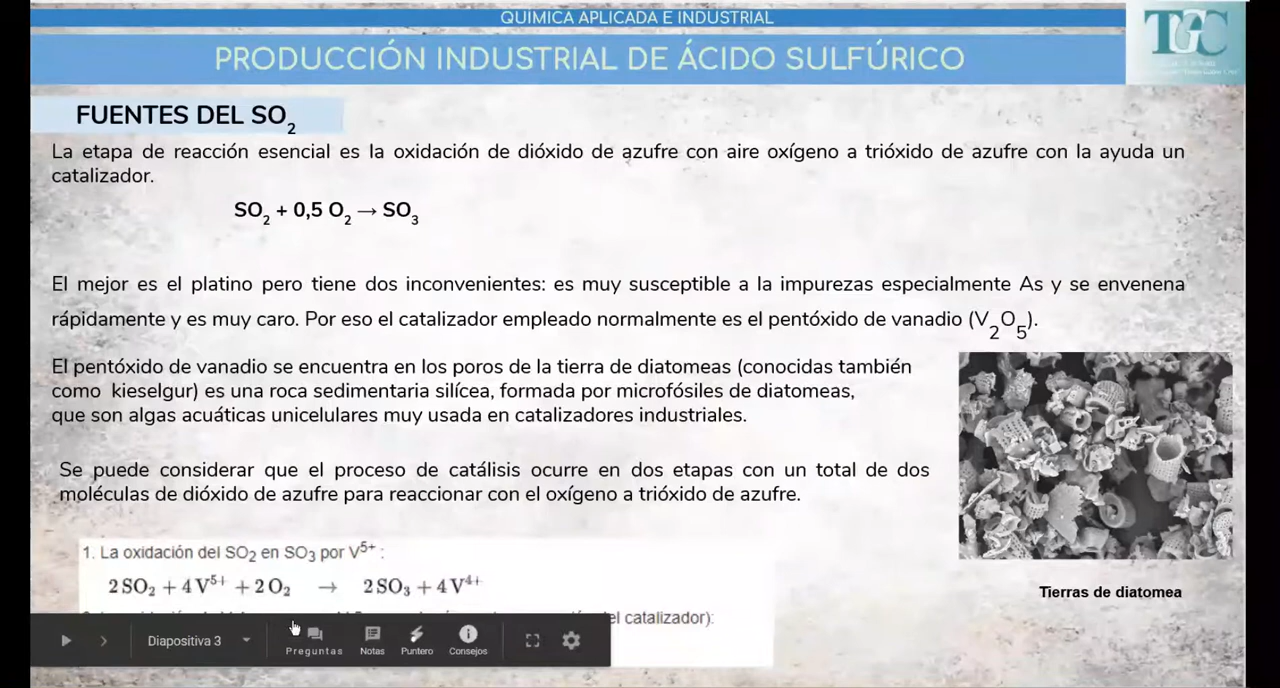 QUIMICA APLICADA E INDUSTRIAL
TGC
PRODUCCIÓN INDUSTRIAL DE ÁCIDO SULFÚRICO
FUENTES DEL SO2
La etapa de reacción esencial es la oxidación de dióxido de azufre con aire oxígeno a trióxido de azufre con la ayuda un
catalizador.
SO2 + 0,5 O2 → SO3
El mejor es el platino pero tiene dos inconvenientes: es muy susceptible a la impurezas especialmente As y se envenena
rápidamente y es muy caro. Por eso el catalizador empleado normalmente es el pentóxido de vanadio (V2O5).
El pentóxido de vanadio se encuentra en los poros de la tierra de diatomeas (conocidas también
como kieselgur) es una roca sedimentaria silícea, formada por microfósiles de diatomeas,
que son algas acuáticas unicelulares muy usada en catalizadores industriales.
Se puede considerar que el proceso de catálisis ocurre en dos etapas con un total de dos
moléculas de dióxido de azufre para reaccionar con el oxígeno a trióxido de azufre.
1. La oxidación del SO2 en SO3 por V5+ :
2 SO2 + 4 V5+ + 2 O2 → 2 SO3 + 4 V4+
Tierras de diatomea
el catalizador):
Diapositiva 3
Preguntas
Notas
Puntero
Consejos